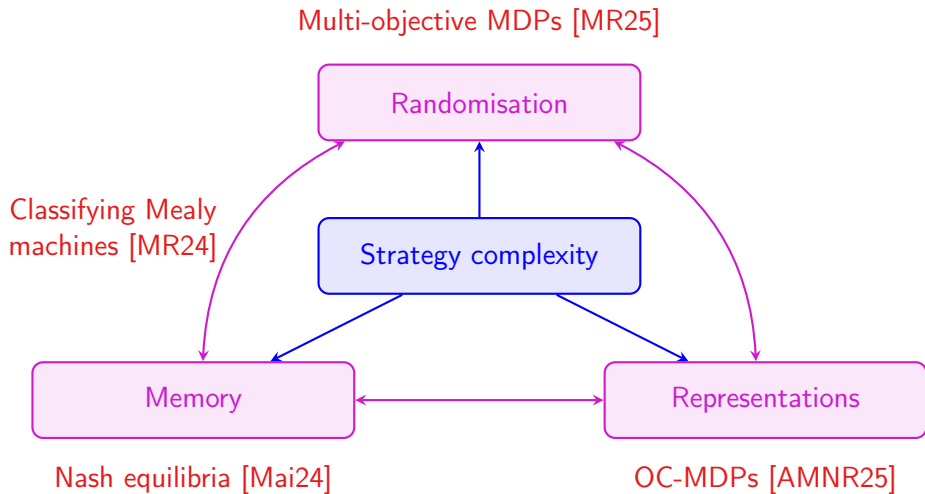 Multi-objective MDPs [MR25]
Randomisation
Classifying Mealy
machines [MR24]
Strategy complexity
Memory
Representations
Nash equilibria [Mai24]
OC-MDPs [AMNR25]